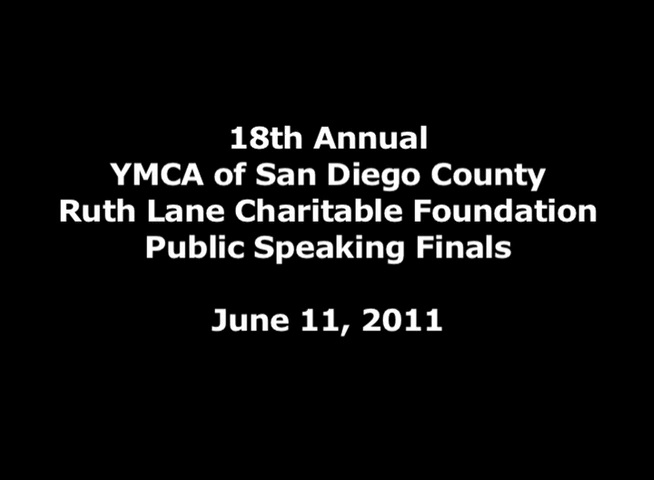 18th Annual
YMCA of San Diego County
Ruth Lane Charitable Foundation
Public Speaking Finals
June 11, 2011